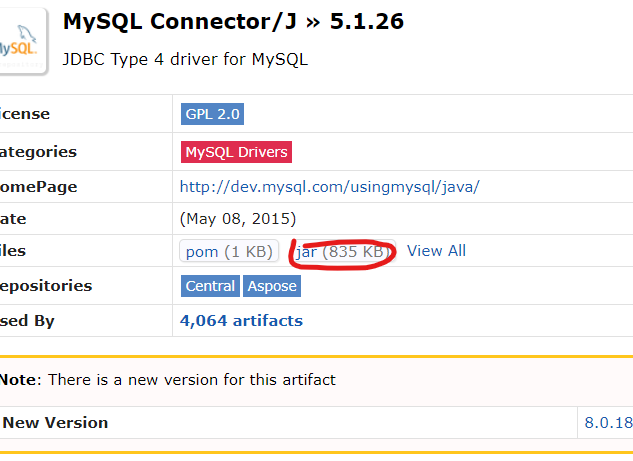 MySQL Connector/J » 5.1.26
MySQL.
JDBC Type 4 driver for MySQL
icense GPL 2.0
ategories MySQL Drivers
omePage http://dev.mysql.com/usingmysql/java/
ate (May 08, 2015)
iles pom (1 KB) jar (835 KB) View All
epositories Central Aspose
sed By 4,064 artifacts
Note: There is a new version for this artifact
New Version 8.0.18